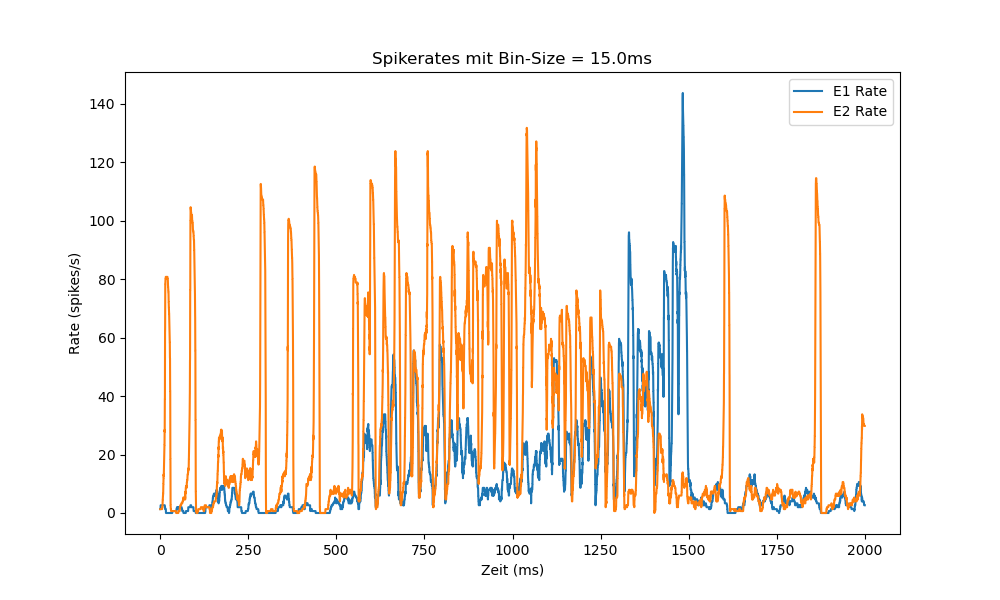 Spikerates mit Bin-Size = 15.0ms
E1 Rate
E2 Rate
Rate (spikes/s)
140
120
100
80
60
40
20
0
0 250 500 750 1000 1250 1500 1750 2000
Zeit (ms)